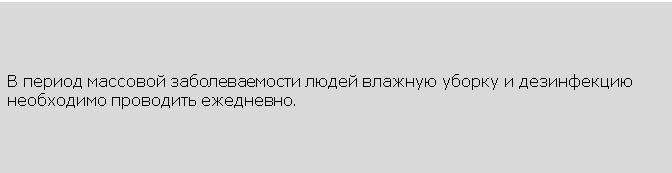 В период массовой заболеваемости людей влажную уборку и дезинфекцию
необходимо проводить ежедневно.